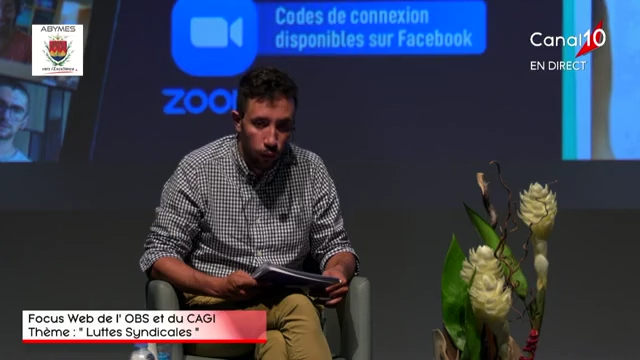 ABYMES
Codes de connexion
disponibles sur Facebook
zoom
Canal10
EN DIRECT
Focus Web de l' OBS et du CAGI
Thème : " Luttes Syndicales "